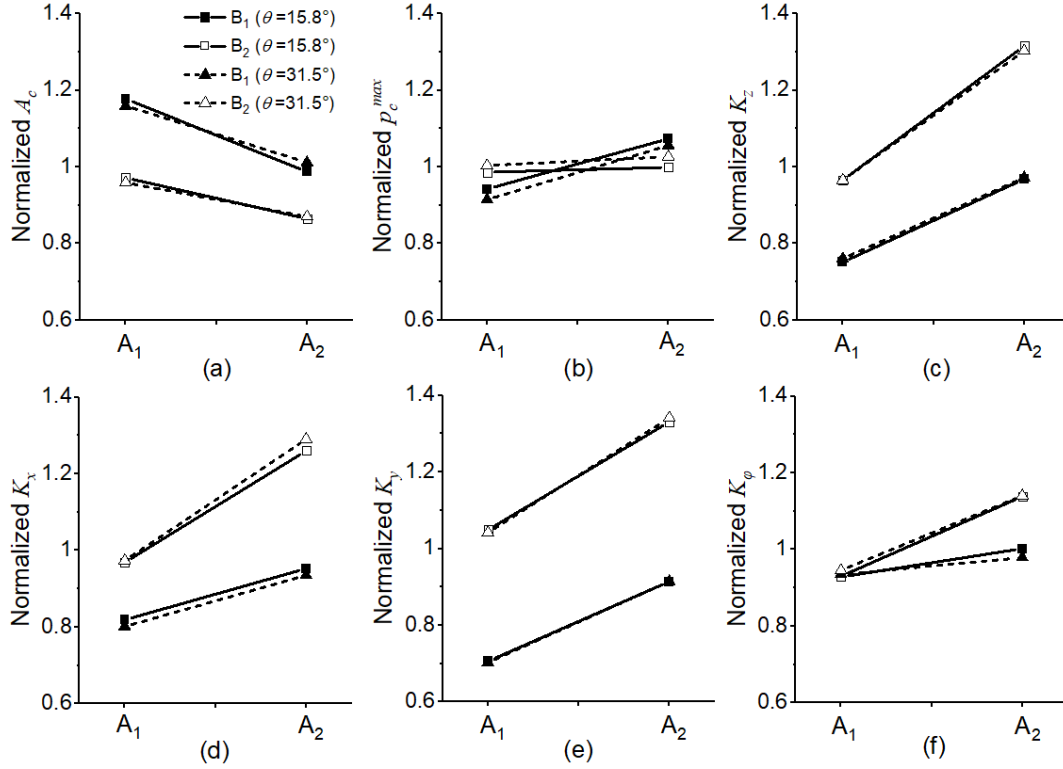 B1 (θ=15.8°)
B2 (θ=15.8°)
B1 (θ=31.5°)
B2 (θ=31.5°)
Normalized Ac
1.4
1.2
1
0.8
0.6
A1 A2
(a)
Normalized pc^max
1.4
1.2
1
0.8
0.6
A1 A2
(b)
Normalized Kz
1.4
1.2
1
0.8
0.6
A1 A2
(c)
Normalized Kx
1.4
1.2
1
0.8
0.6
A1 A2
(d)
Normalized Ky
1.4
1.2
1
0.8
0.6
A1 A2
(e)
Normalized Kφ
1.4
1.2
1
0.8
0.6
A1 A2
(f)